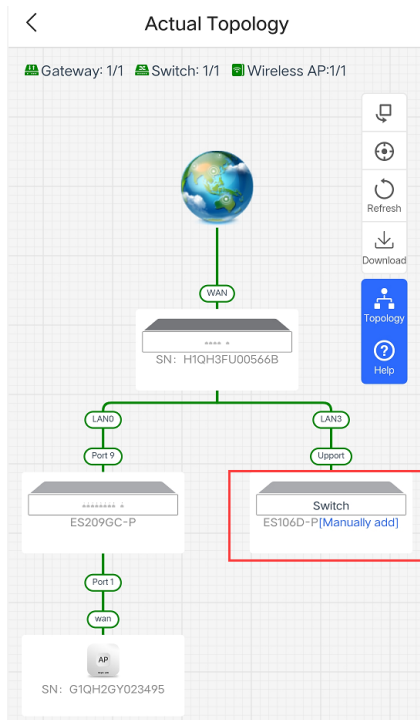 Actual Topology
Gateway: 1/1 Switch: 1/1 Wireless AP:1/1
Refresh
Download
Topology
Help
WAN
SN: H1QH3FU00566B
LAN0
LAN3
Port 9
Upport
ES209GC-P
Switch
ES106D-P[Manually add]
Port 1
wan
AP
SN: G1QH2GY023495